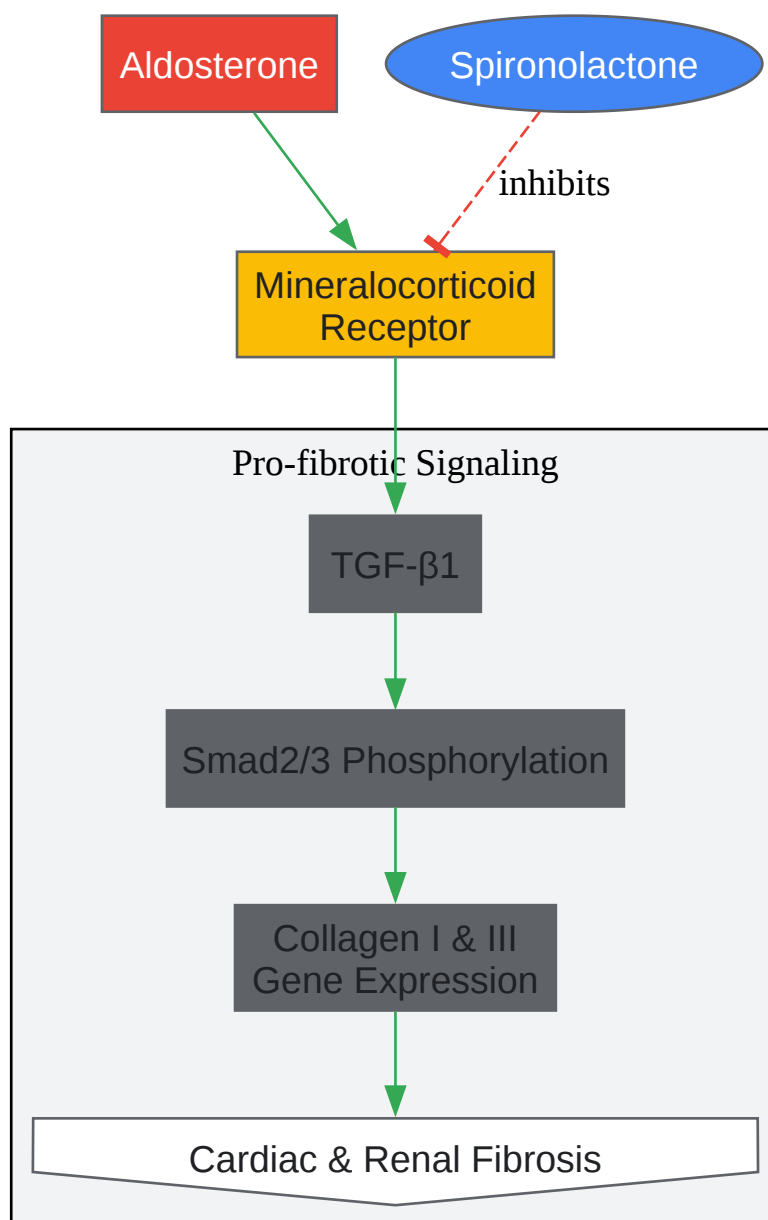 Aldosterone
Spironolactone
inhibits
Mineralocorticoid
Receptor
Pro-fibrotic Signaling
TGF-β1
Smad2/3 Phosphorylation
Collagen I & III
Gene Expression
Cardiac & Renal Fibrosis